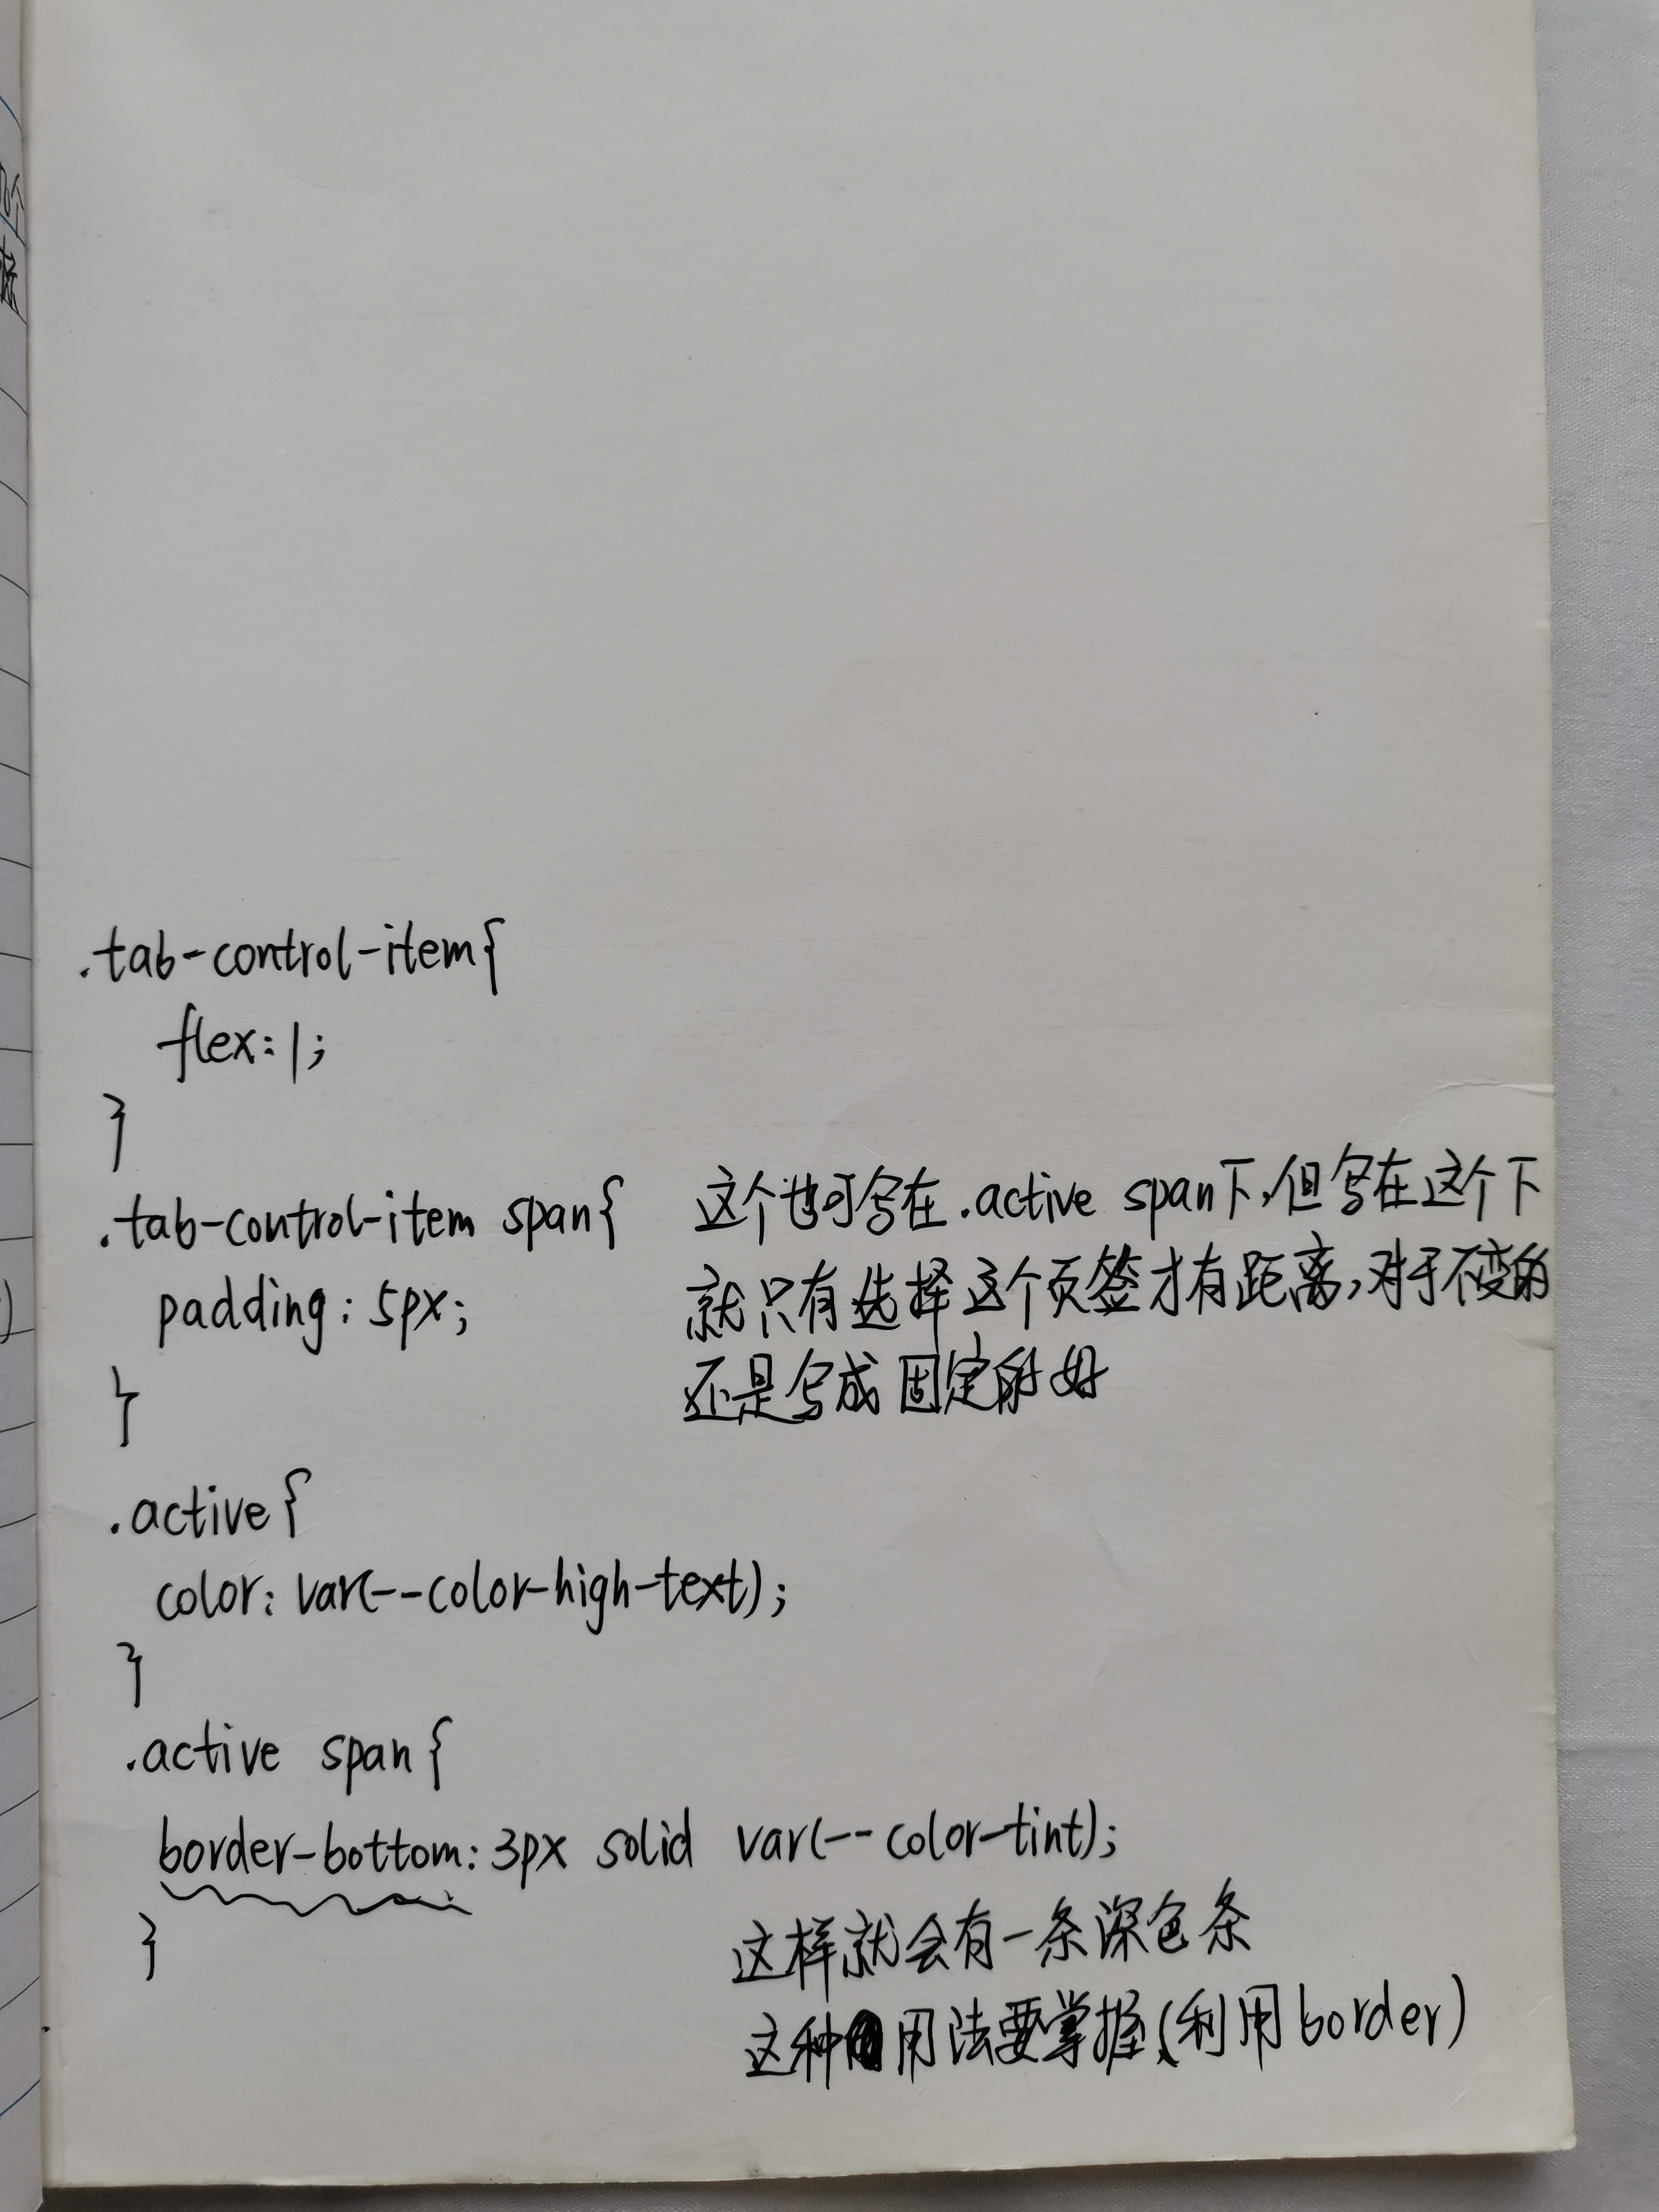 .tab-control-item{
flex:1;
}
.tab-control-item span{ 这个也可写在.active span下,但写在这个下
padding:5px; 就只有选择这个页签才有距离,对于不变的
} 还是写成固定的好
.active{
color: var(--color-high-text);
}
.active span{
border-bottom: 3px solid var(--color-tint);
}
这样就会有一条深色条
这种用法要掌握(利用border)